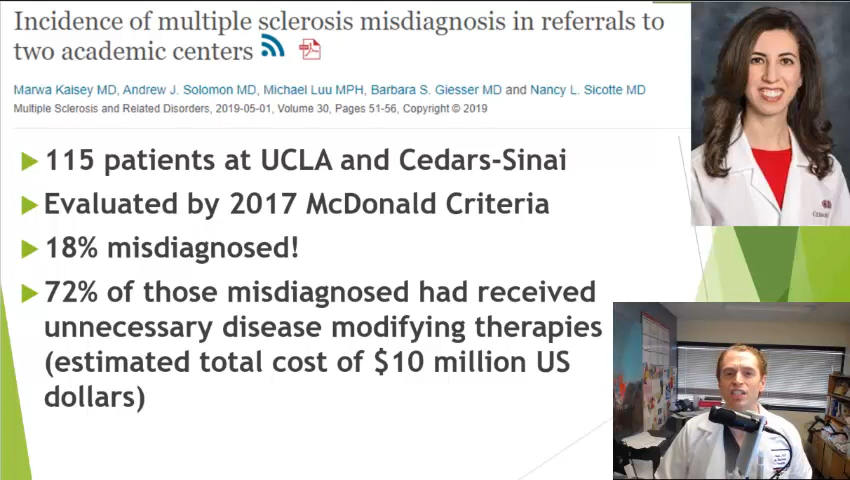 Incidence of multiple sclerosis misdiagnosis in referrals to
two academic centers
Marwa Kaisey MD, Andrew J. Solomon MD, Michael Luu MPH, Barbara S. Giesser MD and Nancy L. Sicotte MD
Multiple Sclerosis and Related Disorders, 2019-05-01, Volume 30, Pages 51-56, Copyright © 2019
115 patients at UCLA and Cedars-Sinai
Evaluated by 2017 McDonald Criteria
18% misdiagnosed!
72% of those misdiagnosed had received
unnecessary disease modifying therapies
(estimated total cost of $10 million US
dollars)